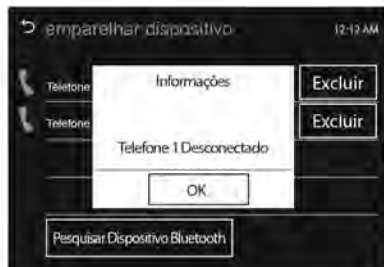 emparelhar dispositivo 12:12 AM
Telefone Excluir
Informações
Telefone Excluir
Telefone 1 Desconectado
OK
Pesquisar Dispositivo Bluetooth